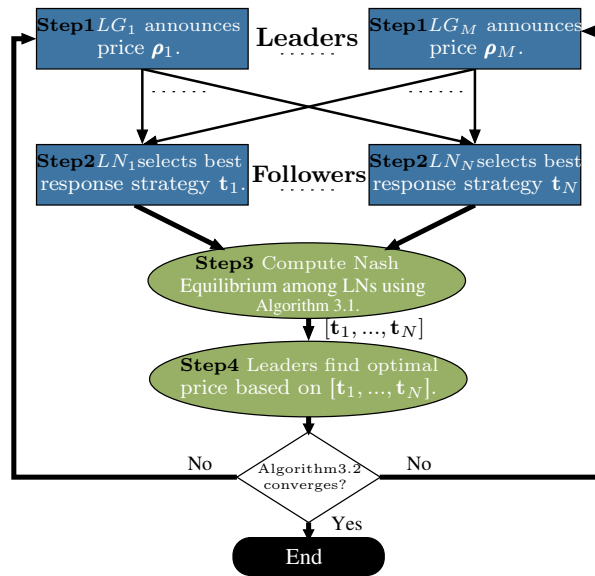 Step1 LG1 announces
price ρ1.
Leaders
......
Step1 LGM announces
price ρM.
......
......
Step2 LN1 selects best
response strategy t1.
Followers
......
Step2 LNN selects best
response strategy tN
Step3 Compute Nash
Equilibrium among LNs using
Algorithm 3.1.
[t1, ..., tN]
Step4 Leaders find optimal
price based on [t1, ..., tN].
No
Algorithm3.2
converges?
No
Yes
End